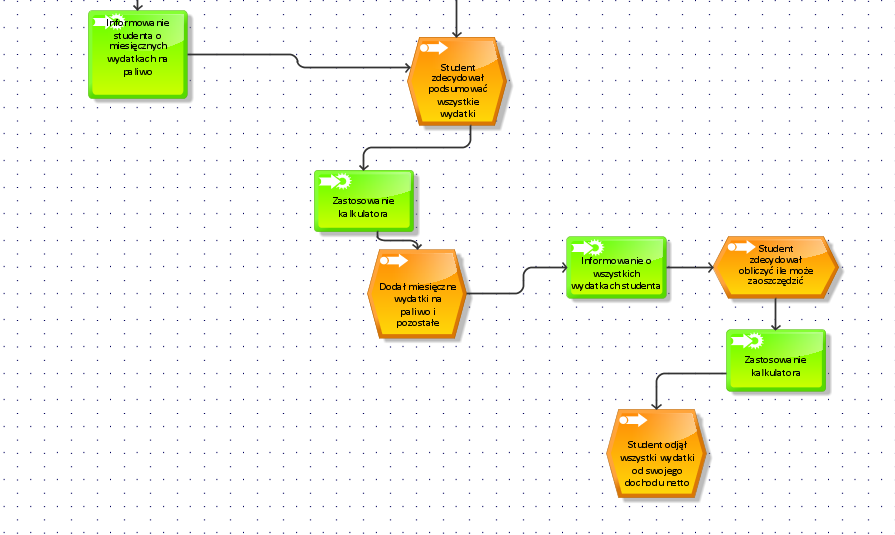 Informowanie
studenta o
miesięcznych
wydatkach na
paliwo
Student
zdecydował
podsumować
wszystkie
wydatki
Zastosowanie
kalkulatora
Dodał miesięczne
wydatki na
paliwo i
pozostałe
Informowanie o
wszystkich
wydatkach studenta
Student
zdecydował
obliczyć ile może
zaoszczędzić
Zastosowanie
kalkulatora
Student odjął
wszystki wydatki
od swojego
dochodu netto